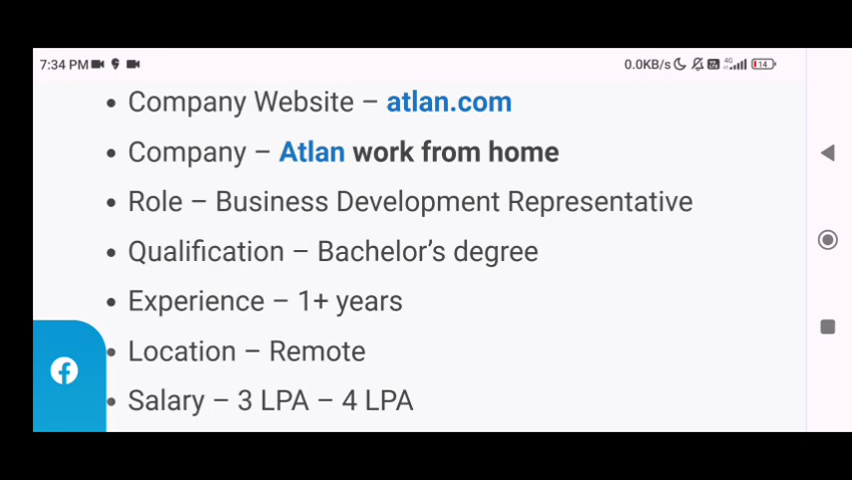 7:34 PM 0.0KB/s 4G 14
Company Website – atlan.com
Company – Atlan work from home
Role – Business Development Representative
Qualification – Bachelor’s degree
Experience – 1+ years
Location – Remote
Salary – 3 LPA – 4 LPA